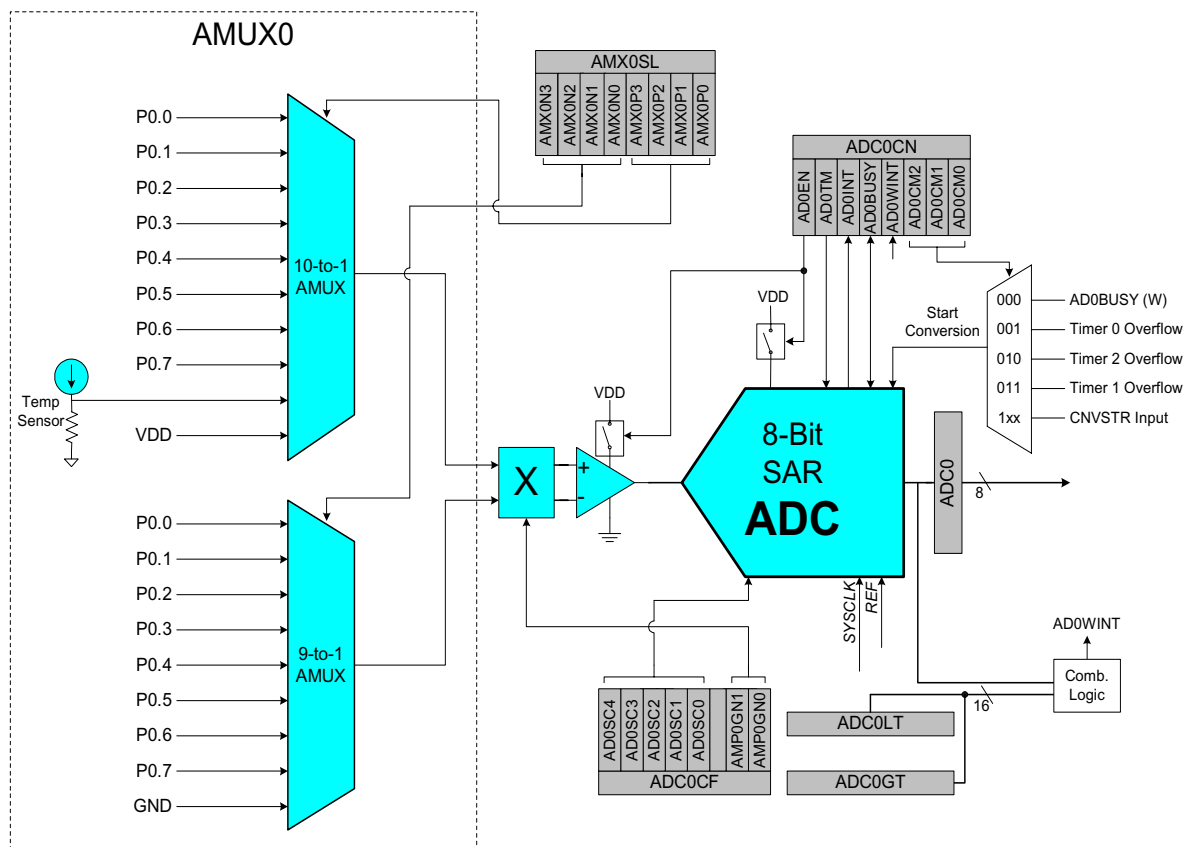 AMUX0
P0.0
P0.1
P0.2
P0.3
P0.4
P0.5
P0.6
P0.7
Temp
Sensor
VDD
10-to-1
AMUX
P0.0
P0.1
P0.2
P0.3
P0.4
P0.5
P0.6
P0.7
GND
9-to-1
AMUX
AMX0SL
AMX0N3
AMX0N2
AMX0N1
AMX0N0
AMX0P3
AMX0P2
AMX0P1
AMX0P0
ADC0CN
AD0EN
AD0TM
AD0INT
AD0BUSY
AD0WINT
AD0CM2
AD0CM1
AD0CM0
VDD
VDD
Start
Conversion
000
AD0BUSY (W)
001
Timer 0 Overflow
010
Timer 2 Overflow
011
Timer 1 Overflow
1xx
CNVSTR Input
X
+
-
8-Bit
SAR
ADC
ADC0
8
SYSCLK
REF
AD0WINT
Comb.
Logic
16
AD0SC4
AD0SC3
AD0SC2
AD0SC1
AD0SC0
AMP0GN1
AMP0GN0
ADC0CF
ADC0LT
ADC0GT